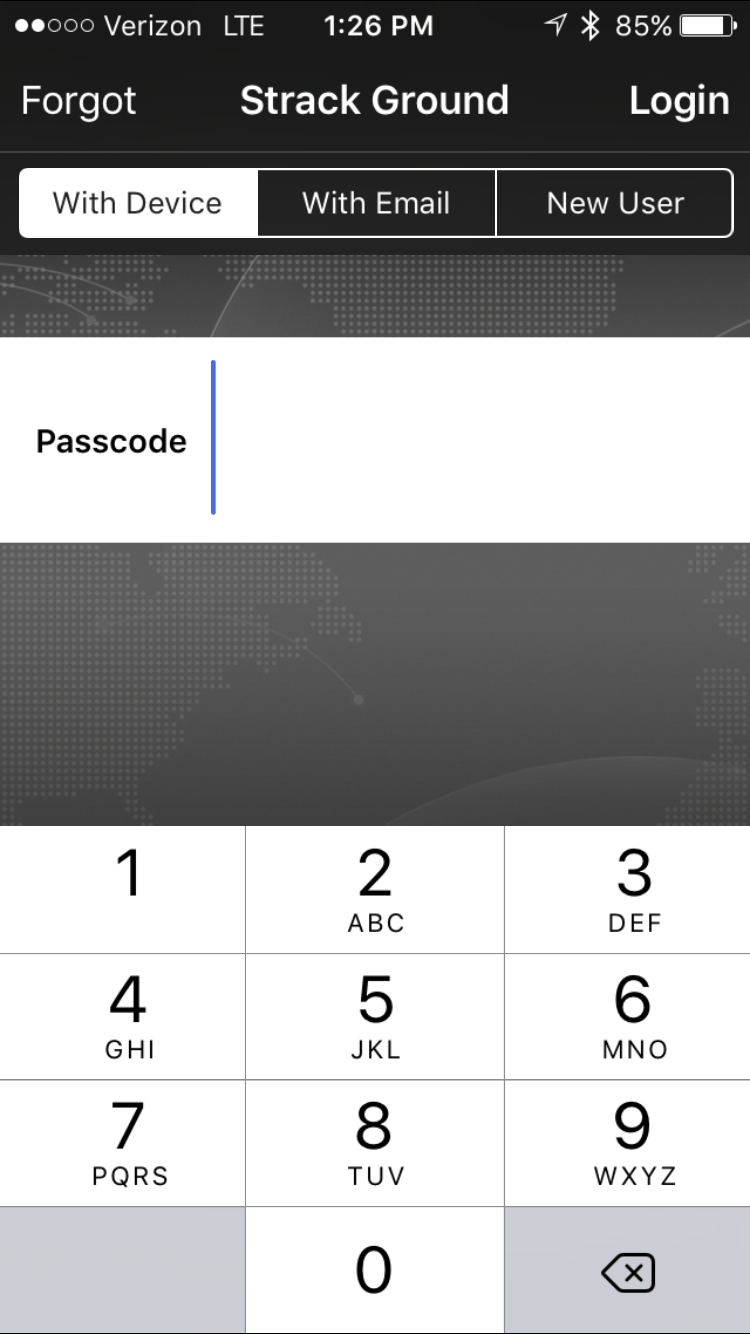 Verizon LTE 1:26 PM 85%
Forgot Strack Ground Login
With Device With Email New User
Passcode
1 2 3
ABC DEF
4 5 6
GHI JKL MNO
7 8 9
PQRS TUV WXYZ
0